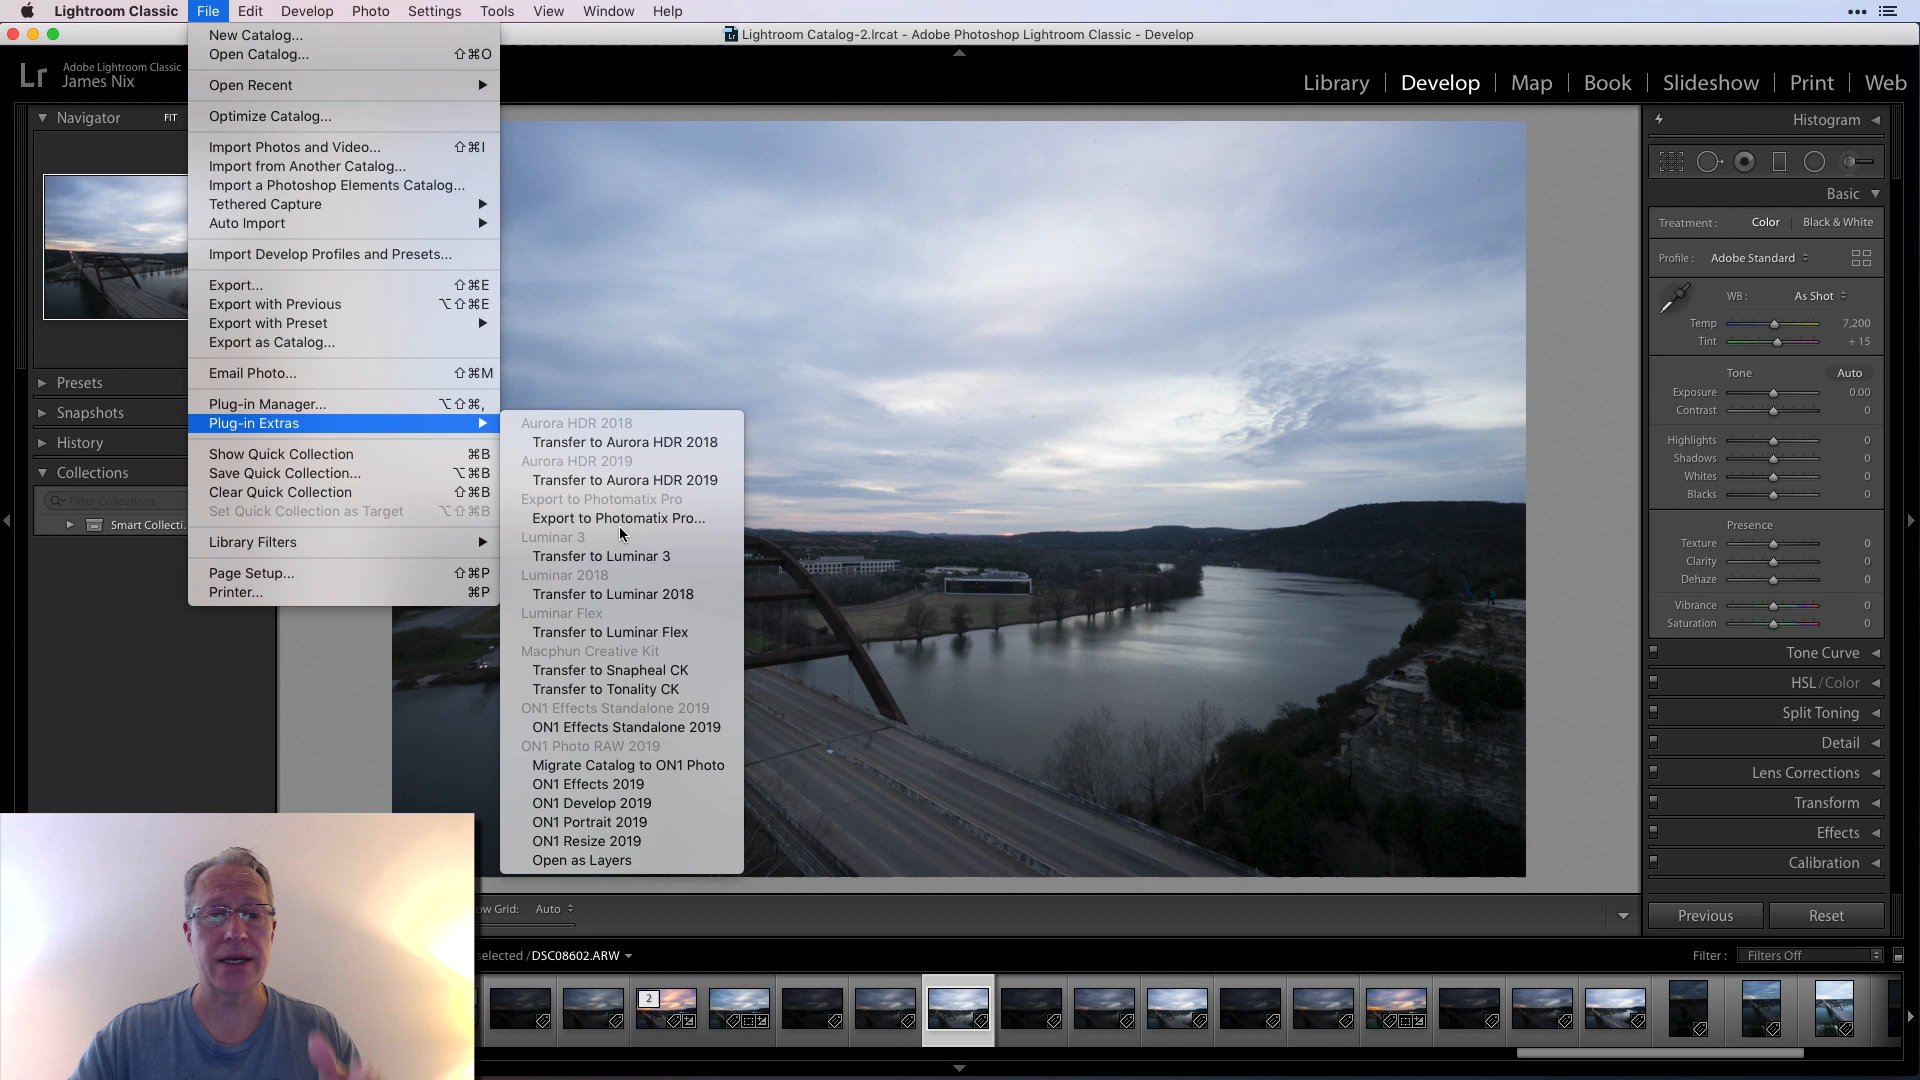 Lightroom Classic File Edit Develop Photo Settings Tools View Window Help
Lightroom Catalog-2.lrcat - Adobe Photoshop Lightroom Classic - Develop
Lr Adobe Lightroom Classic
James Nix
Library | Develop | Map | Book | Slideshow | Print | Web
New Catalog...
Open Catalog... ⇧⌘O
Open Recent
Optimize Catalog...
Import Photos and Video... ⇧⌘I
Import from Another Catalog...
Import a Photoshop Elements Catalog...
Tethered Capture
Auto Import
Import Develop Profiles and Presets...
Export... ⇧⌘E
Export with Previous ⌥⇧⌘E
Export with Preset
Export as Catalog...
Email Photo... ⇧⌘M
Plug-in Manager... ⌥⇧⌘,
Plug-in Extras
Show Quick Collection ⌘B
Save Quick Collection... ⌥⌘B
Clear Quick Collection ⇧⌘B
Set Quick Collection as Target ⌥⇧⌘B
Library Filters
Page Setup... ⇧⌘P
Printer... ⌘P
Aurora HDR 2018
Transfer to Aurora HDR 2018
Aurora HDR 2019
Transfer to Aurora HDR 2019
Export to Photomatix Pro
Export to Photomatix Pro...
Luminar 3
Transfer to Luminar 3
Luminar 2018
Transfer to Luminar 2018
Luminar Flex
Transfer to Luminar Flex
Macphun Creative Kit
Transfer to Snapheal CK
Transfer to Tonality CK
ON1 Effects Standalone 2019
ON1 Effects Standalone 2019
ON1 Photo RAW 2019
Migrate Catalog to ON1 Photo
ON1 Effects 2019
ON1 Develop 2019
ON1 Portrait 2019
ON1 Resize 2019
Open as Layers
Navigator FIT
Presets
Snapshots
History
Collections
Filter Collections
Smart Collecti.
Histogram
Basic
Treatment : Color Black & White
Profile : Adobe Standard
WB : As Shot
Temp 7,200
Tint + 15
Tone Auto
Exposure 0.00
Contrast 0
Highlights 0
Shadows 0
Whites 0
Blacks 0
Presence
Texture 0
Clarity 0
Dehaze 0
Vibrance 0
Saturation 0
Tone Curve
HSL / Color
Split Toning
Detail
Lens Corrections
Transform
Effects
Calibration
Previous Reset
ow Grid: Auto
selected / DSC08602.ARW
Filter : Filters Off
2